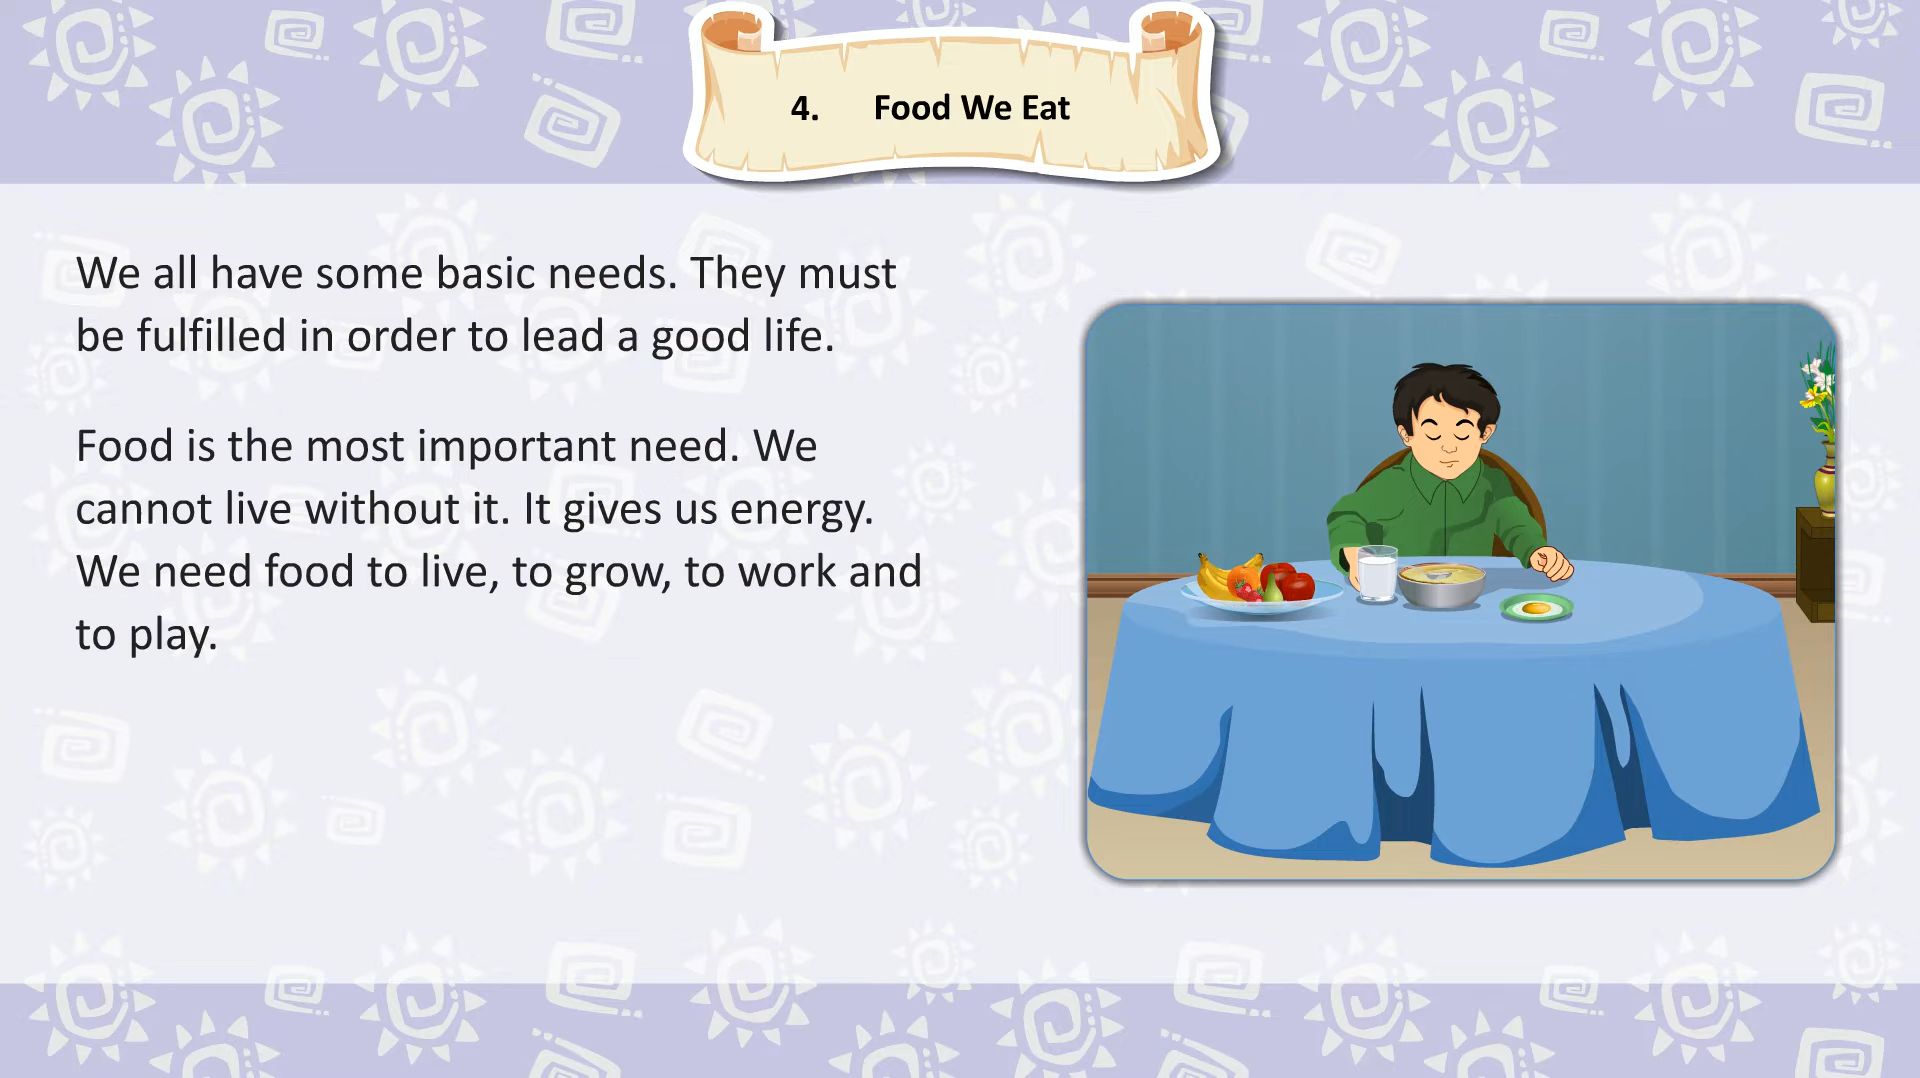 4. Food We Eat
We all have some basic needs. They must
be fulfilled in order to lead a good life.
Food is the most important need. We
cannot live without it. It gives us energy.
We need food to live, to grow, to work and
to play.